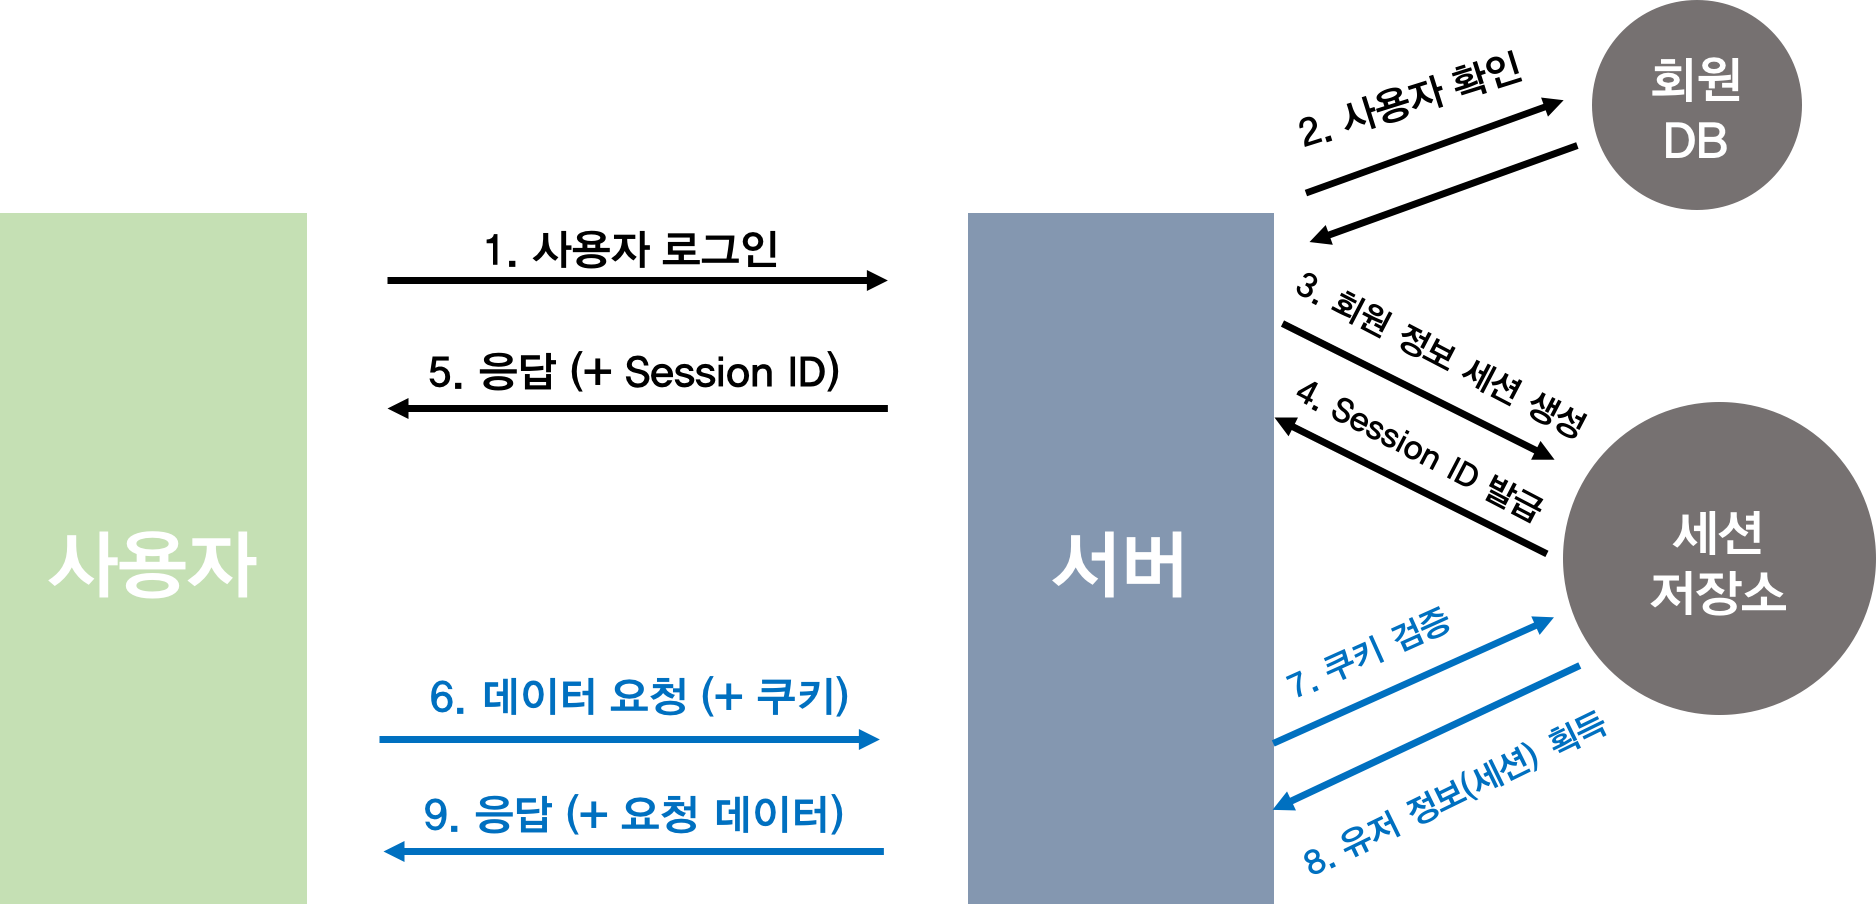 회원
DB
2. 사용자 확인
1. 사용자 로그인
3. 회원 정보 세션 생성
4. Session ID 발급
5. 응답 (+ Session ID)
사용자
서버
세션
저장소
6. 데이터 요청 (+ 쿠키)
7. 쿠키 검증
8. 유저 정보(세션) 획득
9. 응답 (+ 요청 데이터)